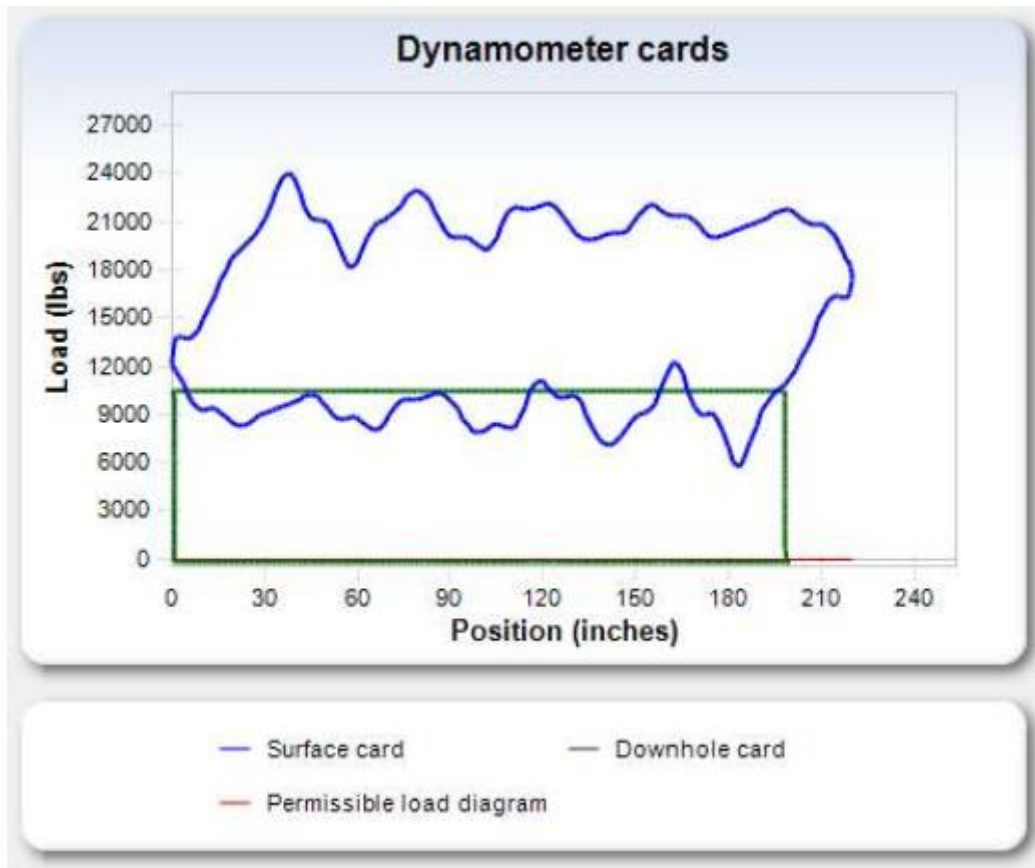 Dynamometer cards
27000
24000
21000
18000
15000
12000
9000
6000
3000
0
Load (lbs)
0 30 60 90 120 150 180 210 240
Position (inches)
Surface card Downhole card
Permissible load diagram